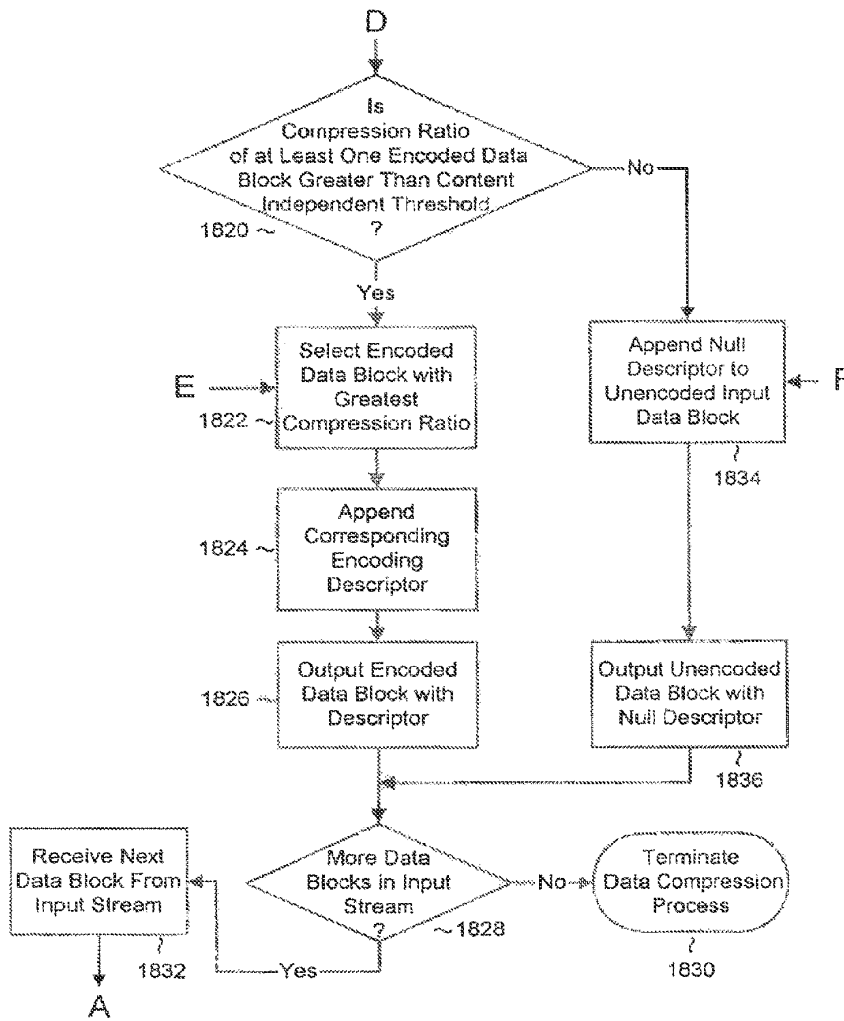 D
Is
Compression Ratio
of at Least One Encoded Data
Block Greater Than Content
Independent Threshold
?
1820
No
Yes
E
Select Encoded
Data Block with
Greatest
Compression Ratio
1822
Append Null
Descriptor to
Unencoded Input
Data Block
F
1834
Append
Corresponding
Encoding
Descriptor
1824
Output Encoded
Data Block with
Descriptor
1826
Output Unencoded
Data Block with
Null Descriptor
1836
Receive Next
Data Block From
Input Stream
1832
More Data
Blocks in Input
Stream
?
1828
No
Yes
Terminate
Data Compression
Process
1830
A